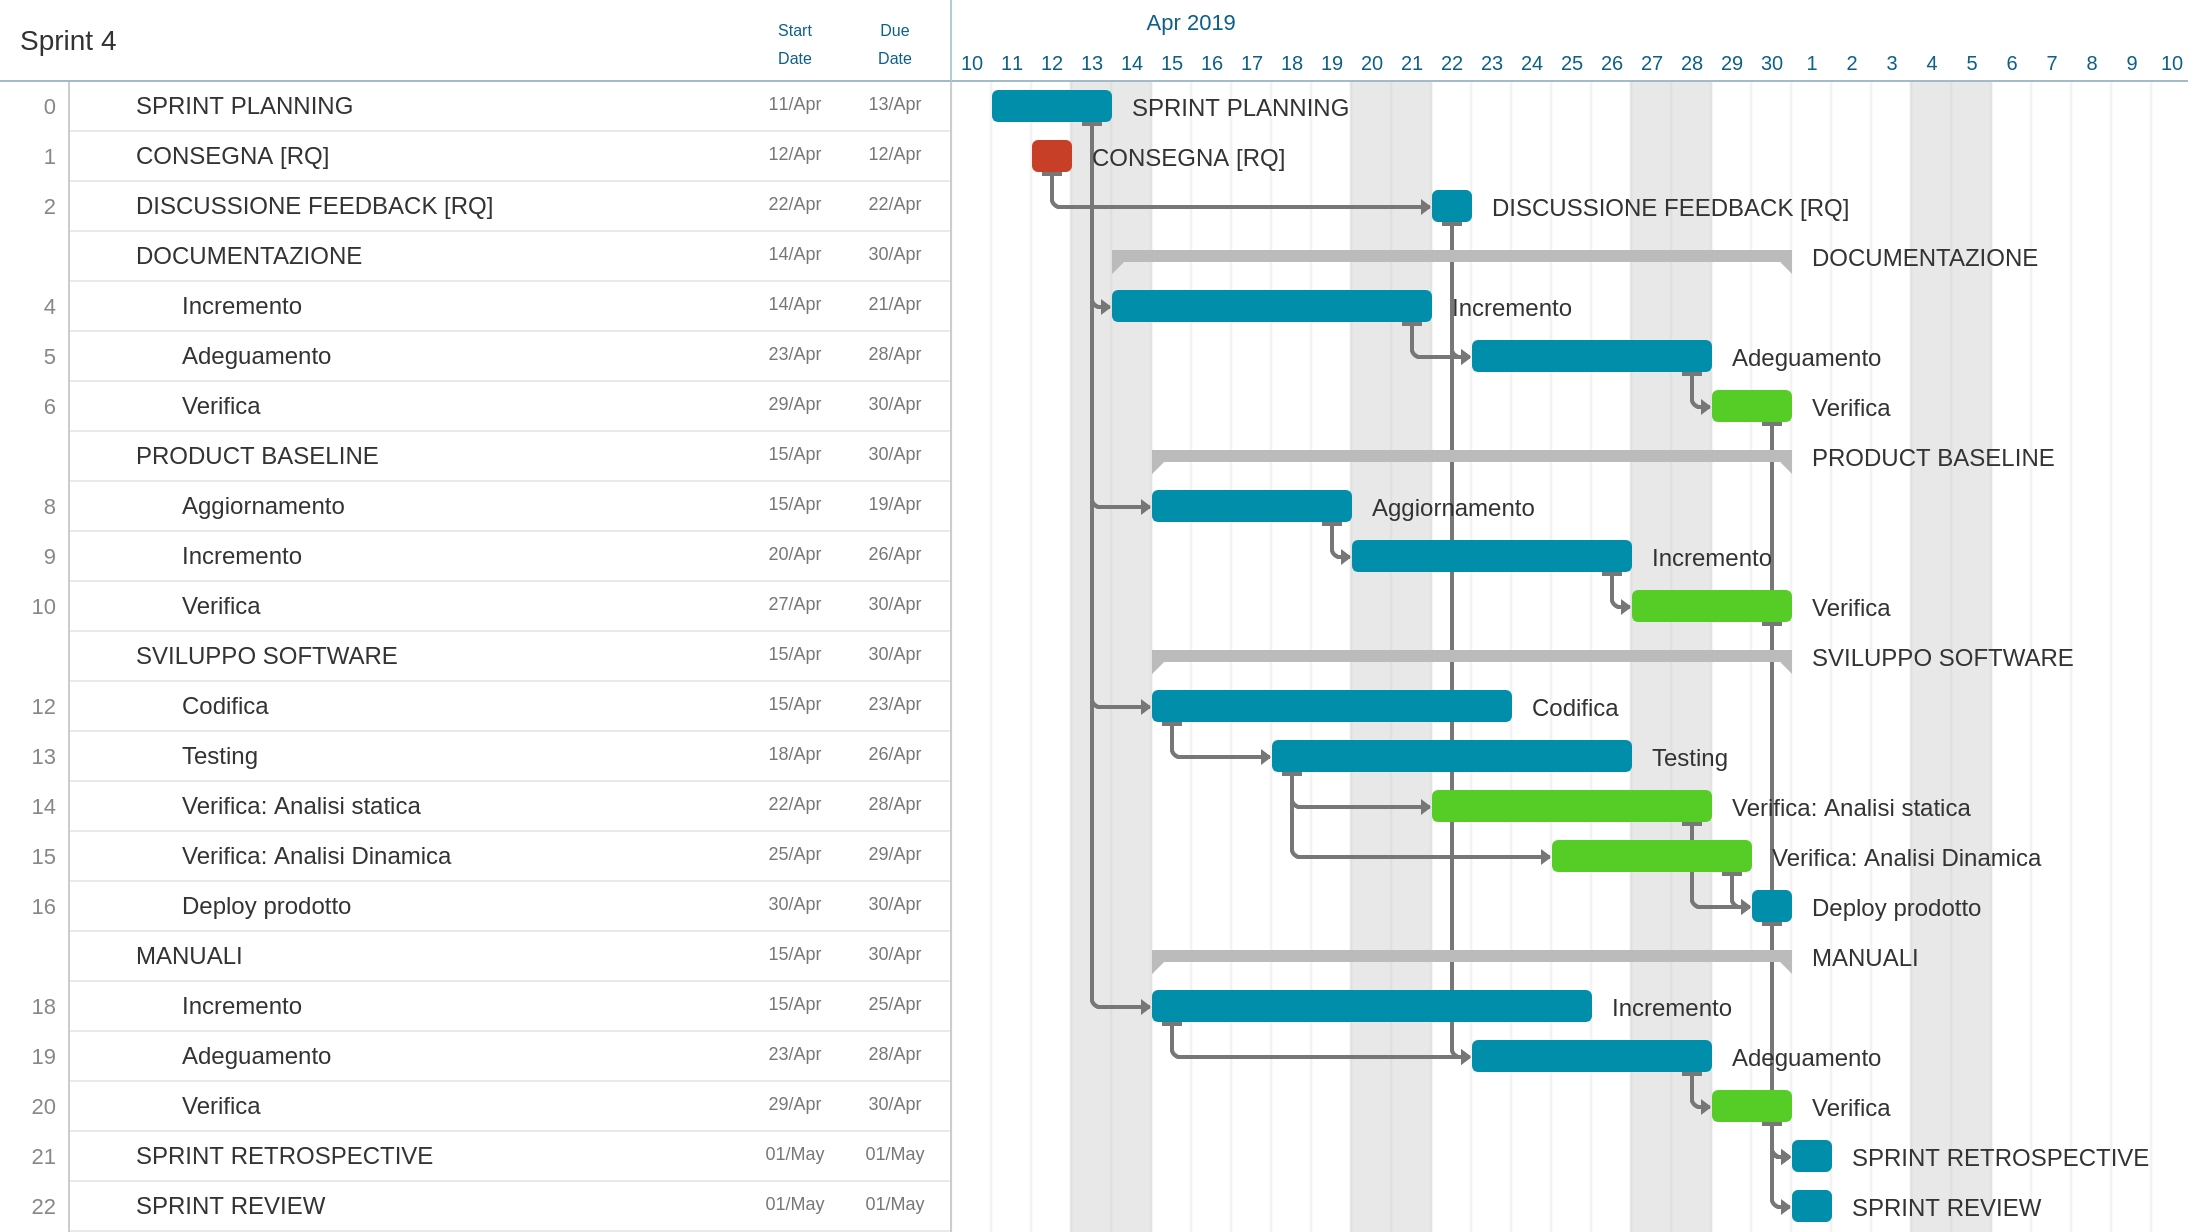 Sprint 4
Start Date
Due Date
Apr 2019
10 11 12 13 14 15 16 17 18 19 20 21 22 23 24 25 26 27 28 29 30 1 2 3 4 5 6 7 8 9 10
0 SPRINT PLANNING 11/Apr 13/Apr SPRINT PLANNING
1 CONSEGNA [RQ] 12/Apr 12/Apr CONSEGNA [RQ]
2 DISCUSSIONE FEEDBACK [RQ] 22/Apr 22/Apr DISCUSSIONE FEEDBACK [RQ]
DOCUMENTAZIONE 14/Apr 30/Apr DOCUMENTAZIONE
4 Incremento 14/Apr 21/Apr Incremento
5 Adeguamento 23/Apr 28/Apr Adeguamento
6 Verifica 29/Apr 30/Apr Verifica
PRODUCT BASELINE 15/Apr 30/Apr PRODUCT BASELINE
8 Aggiornamento 15/Apr 19/Apr Aggiornamento
9 Incremento 20/Apr 26/Apr Incremento
10 Verifica 27/Apr 30/Apr Verifica
SVILUPPO SOFTWARE 15/Apr 30/Apr SVILUPPO SOFTWARE
12 Codifica 15/Apr 23/Apr Codifica
13 Testing 18/Apr 26/Apr Testing
14 Verifica: Analisi statica 22/Apr 28/Apr Verifica: Analisi statica
15 Verifica: Analisi Dinamica 25/Apr 29/Apr Verifica: Analisi Dinamica
16 Deploy prodotto 30/Apr 30/Apr Deploy prodotto
MANUALI 15/Apr 30/Apr MANUALI
18 Incremento 15/Apr 25/Apr Incremento
19 Adeguamento 23/Apr 28/Apr Adeguamento
20 Verifica 29/Apr 30/Apr Verifica
21 SPRINT RETROSPECTIVE 01/May 01/May SPRINT RETROSPECTIVE
22 SPRINT REVIEW 01/May 01/May SPRINT REVIEW